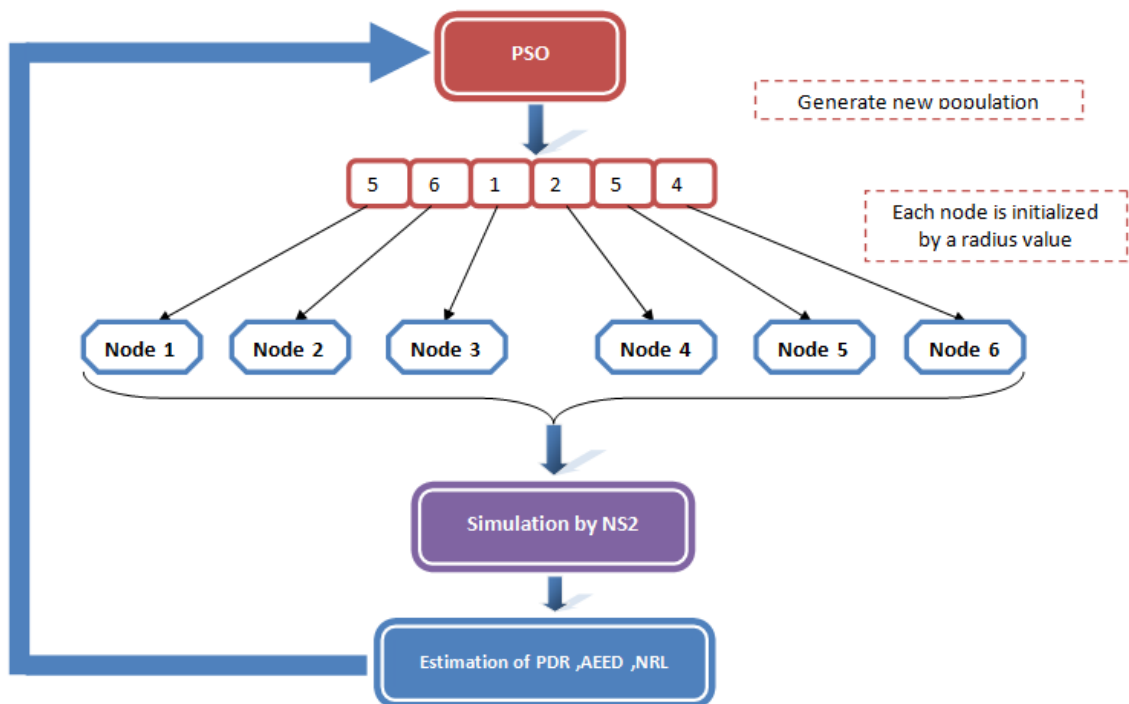 PSO
Generate new population
5 6 1 2 5 4
Each node is initialized
by a radius value
Node 1 Node 2 Node 3 Node 4 Node 5 Node 6
Simulation by NS2
Estimation of PDR ,AEED ,NRL